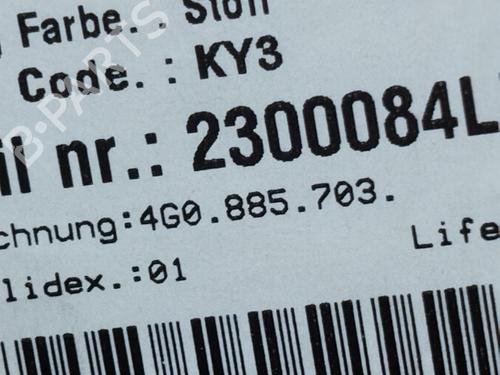 Farbe. . Stoff
Code. : KY3
nr.: 2300084L
chnung:4G0.885.703.
Life
lidex.:01
B-PARTS